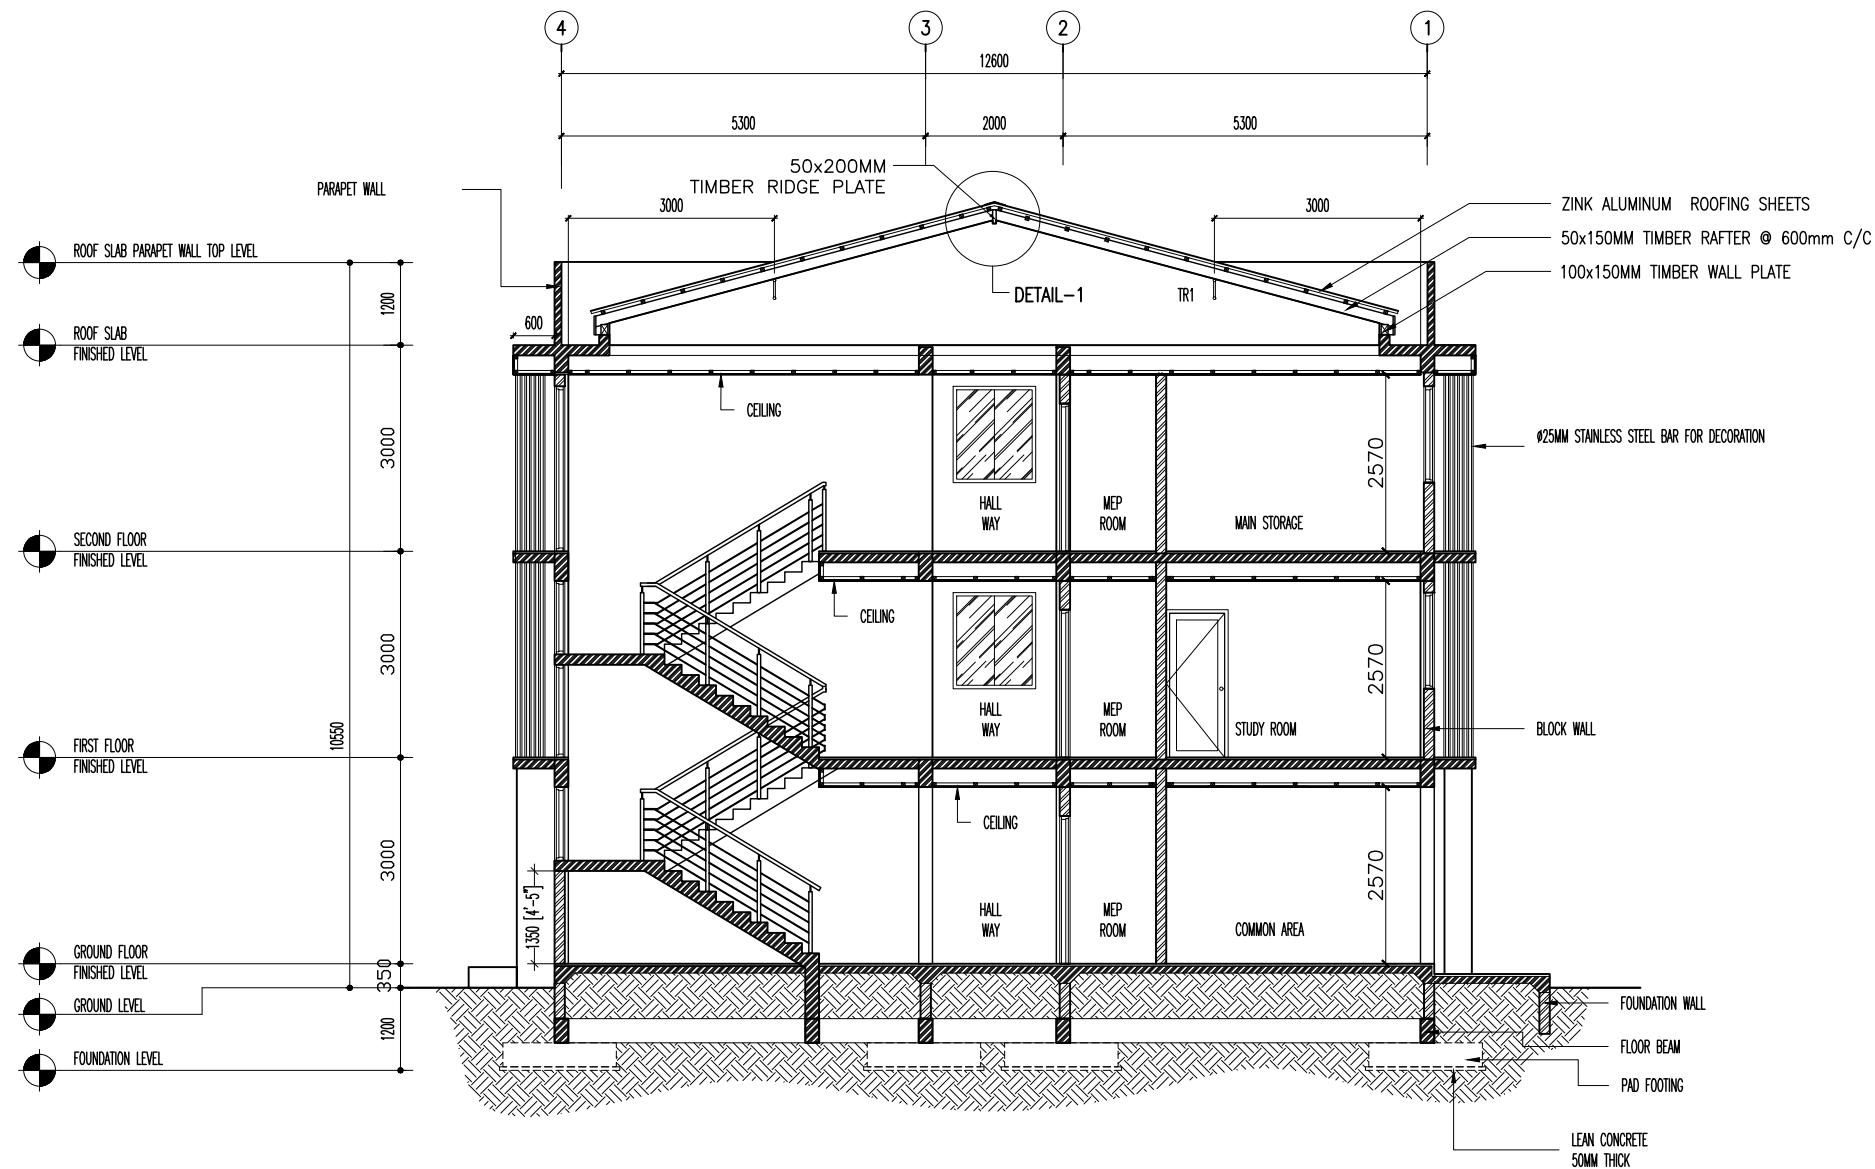 4
3
2
1
12600
5300
2000
5300
50x200MM
TIMBER RIDGE PLATE
PARAPET WALL
3000
3000
ZINK ALUMINUM ROOFING SHEETS
50x150MM TIMBER RAFTER @ 600mm C/C
100x150MM TIMBER WALL PLATE
ROOF SLAB PARAPET WALL TOP LEVEL
DETAIL-1
TR1
1200
600
ROOF SLAB
FINISHED LEVEL
CEILING
3000
2570
Ø25MM STAINLESS STEEL BAR FOR DECORATION
HALL
WAY
MEP
ROOM
MAIN STORAGE
SECOND FLOOR
FINISHED LEVEL
CEILING
3000
2570
HALL
WAY
MEP
ROOM
STUDY ROOM
BLOCK WALL
10550
FIRST FLOOR
FINISHED LEVEL
CEILING
3000
2570
1350 [4'-5"]
HALL
WAY
MEP
ROOM
COMMON AREA
GROUND FLOOR
FINISHED LEVEL
350
GROUND LEVEL
1200
FOUNDATION LEVEL
FOUNDATION WALL
FLOOR BEAM
PAD FOOTING
LEAN CONCRETE
50MM THICK